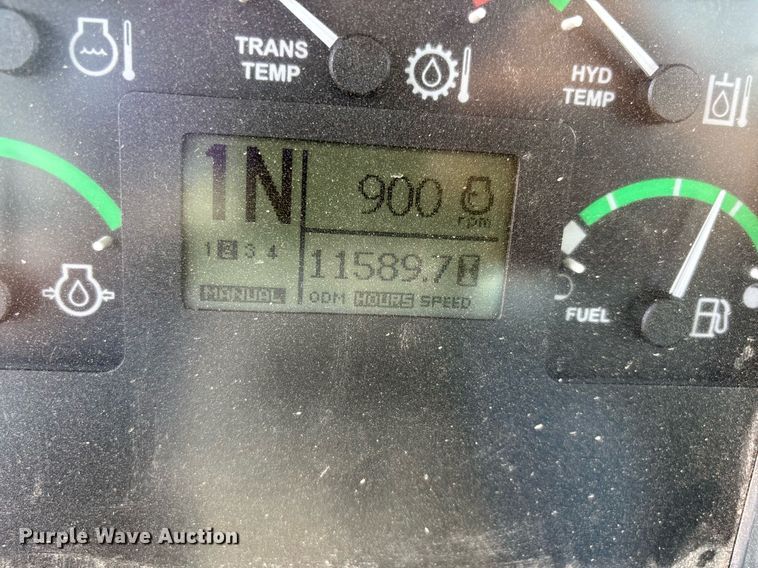 TRANS
TEMP
HYD
TEMP
1N
900
rpm
1 2 3 4
11589.7 H
MANUAL
ODM HOURS SPEED
FUEL
Purple Wave Auction